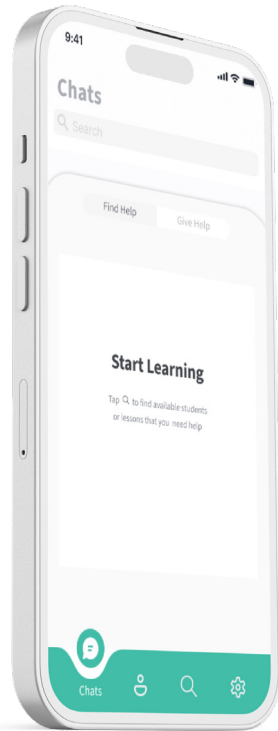 9:41
Chats
Search
Find Help
Give Help
Start Learning
Tap to find available students
or lessons that you need help
Chats